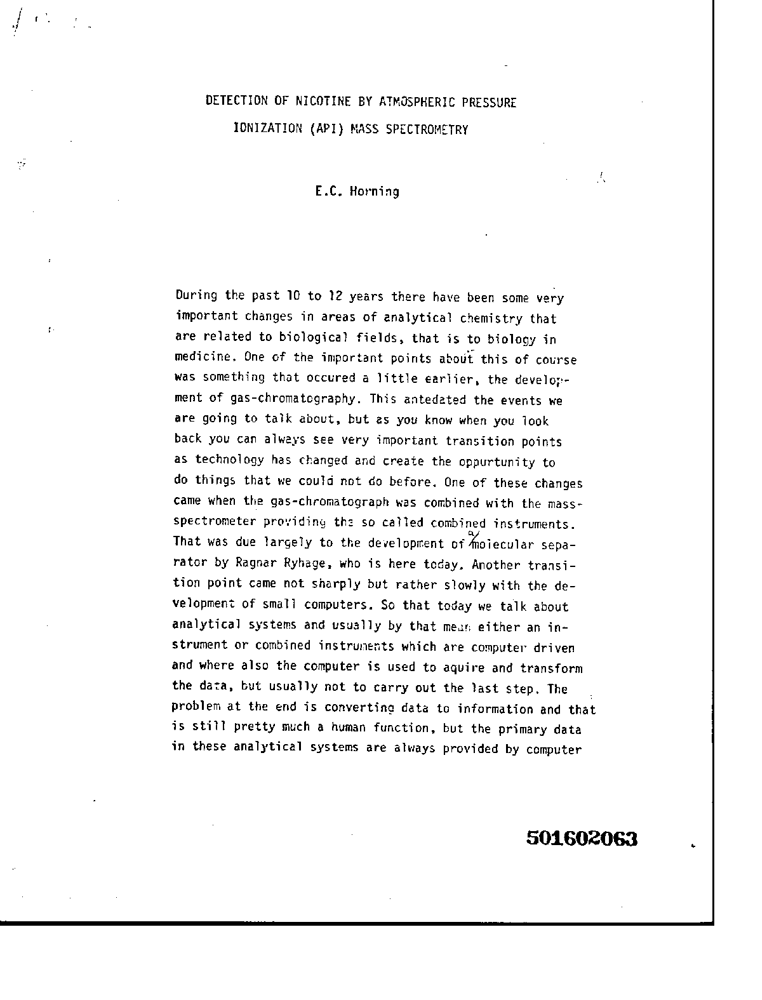 DETECTION OF NICOTINE BY ATMOSPHERIC PRESSURE
IONIZATION (API) MASS SPECTROMETRY
E.C. Horning
During the past 10 to 12 years there have been some very
important changes in areas of analytical chemistry that
are related to biological fields, that is to biology in
medicine. One of the important points about this of course
was something that occured a little earlier, the develop-
ment of gas-chromatography. This antedated the events we
are going to talk about, but as you know when you look
back you can always see very important transition points
as technology has changed and create the oppurtunity to
do things that we could not do before. One of these changes
came when the gas-chromatograph was combined with the mass-
spectrometer providing the so called combined instruments.
That was due largely to the development of a molecular sepa-
rator by Ragnar Ryhage, who is here today. Another transi-
tion point came not sharply but rather slowly with the de-
velopment of small computers. So that today we talk about
analytical systems and usually by that mean either an in-
strument or combined instruments which are computer driven
and where also the computer is used to aquire and transform
the data, but usually not to carry out the last step. The
problem at the end is converting data to information and that
is still pretty much a human function, but the primary data
in these analytical systems are always provided by computer
501602063